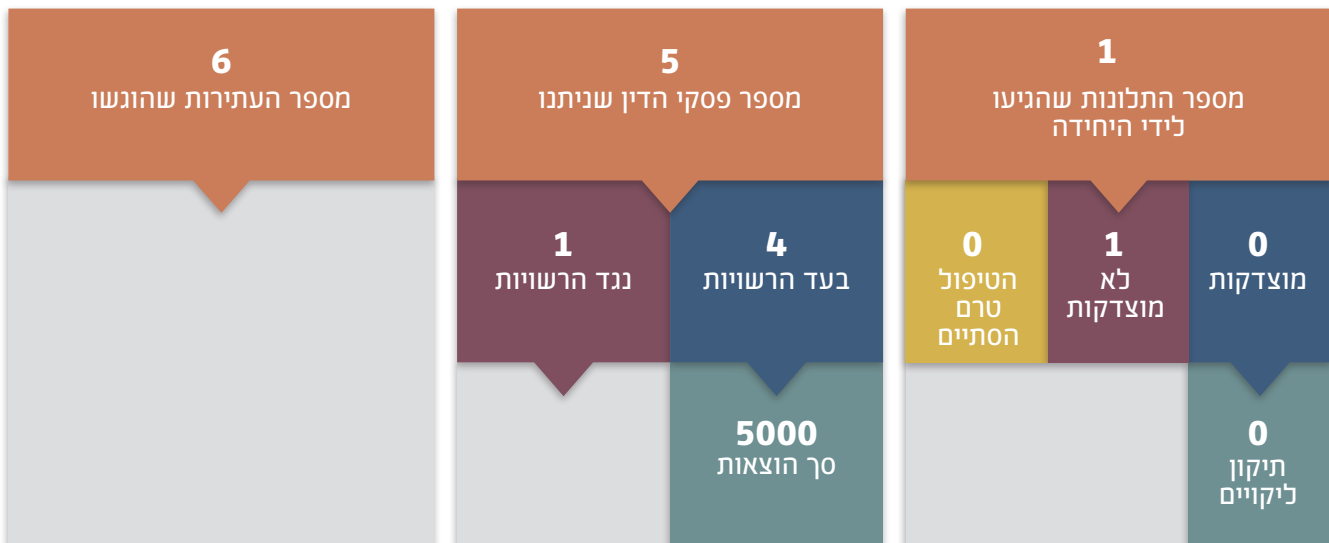 1
מספר התלונות שהגיעו
לידי היחידה
0
מוצדקות
1
לא
מוצדקות
0
הטיפול
טרם
הסתיים
0
תיקון
ליקויים
5
מספר פסקי הדין שניתנו
4
בעד הרשויות
1
נגד הרשויות
5000
סך הוצאות
6
מספר העתירות שהוגשו